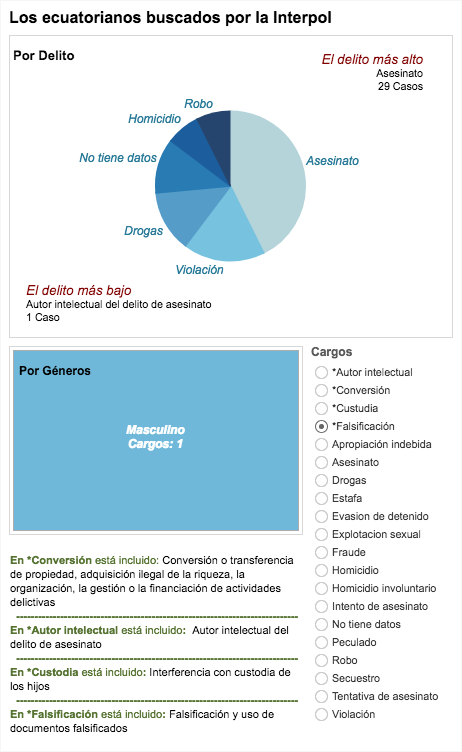 Los ecuatorianos buscados por la Interpol
Por Delito
El delito más alto
Asesinato
29 Casos
Robo
Homicidio
No tiene datos
Asesinato
Drogas
Violación
El delito más bajo
Autor intelectual del delito de asesinato
1 Caso
Por Géneros
Masculino
Cargos: 1
Cargos
*Autor intelectual
*Conversión
*Custudia
*Falsificación
Apropiación indebida
Asesinato
Drogas
Estafa
Evasion de detenido
Explotacion sexual
Fraude
Homicidio
Homicidio involuntario
Intento de asesinato
No tiene datos
Peculado
Robo
Secuestro
Tentativa de asesinato
Violación
En *Conversión está incluido: Conversión o transferencia
de propiedad, adquisición ilegal de la riqueza, la
organización, la gestión o la financiación de actividades
delictivas
En *Autor intelectual está incluido: Autor intelectual del
delito de asesinato
En *Custodia está incluido: Interferencia con custodia de
los hijos
En *Falsificación está incluido: Falsificación y uso de
documentos falsificados